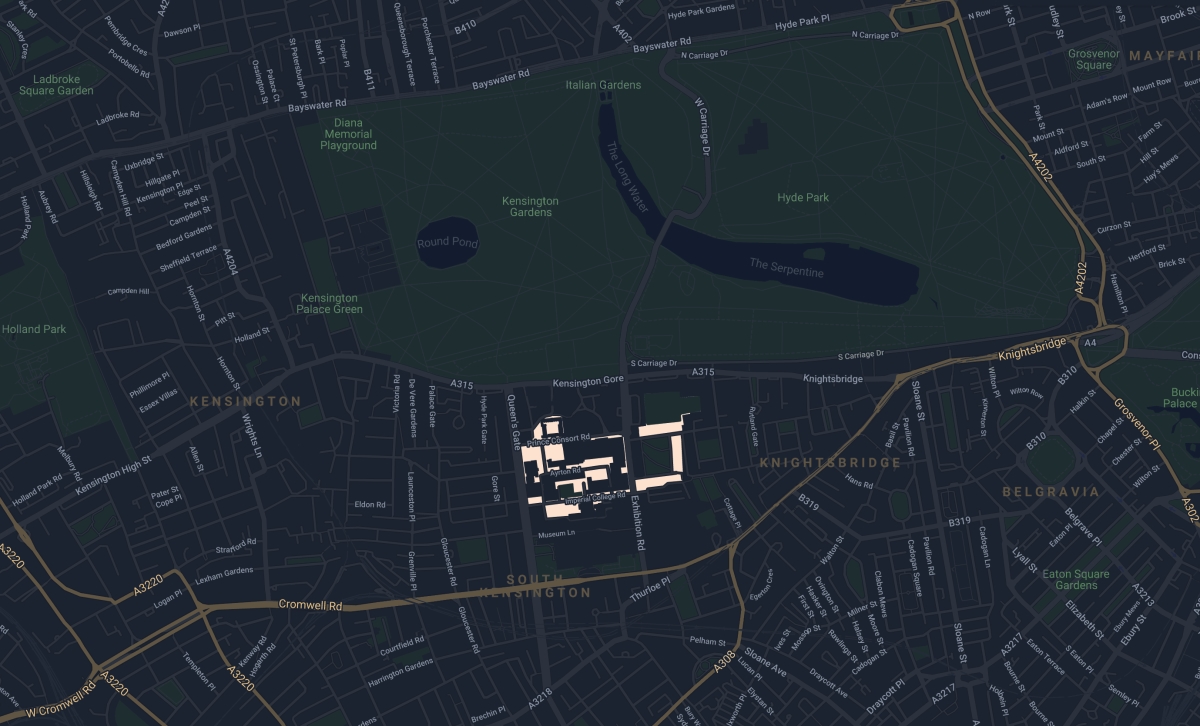 Hyde Park Gardens
Hyde Park Pl
N Row
Brook St
Pembridge Cres
Dawson Pl
B410
A402
Bayswater Rd
N Carriage Dr
N Carriage Dr
Portobello Rd
Ossington St
Palace Ct
St Petersburgh Pl
Bark Pl
Poplar Pl
B411
Queensborough Terrace
Porchester Terrace
Grosvenor
Square
MAYFAIR
Ladbroke
Square Garden
Bayswater Rd
Italian Gardens
Bayswater Rd
Mount Row
Adam's Row
Ladbroke Rd
Diana
Memorial
Playground
W Carriage Dr
Park St
Mount St
Aldford St
South St
Farm St
Hill St
Hay's Mews
Uxbridge St
Hillgate Pl
Kensington Pl
Edge St
Peel St
Campden St
Bedford Gardens
Sheffield Terrace
Hillsleigh Rd
Campden Hill Rd
Aubrey Rd
Holland Park
The Long Water
Kensington
Gardens
Hyde Park
A4202
Curzon St
Hertford St
Brick St
Round Pond
The Serpentine
A4204
A4202
Hamilton Pl
Campden Hill
Hornton St
Pitt St
Holland St
Kensington
Palace Green
Holland Park
A4
Knightsbridge
S Carriage Dr
S Carriage Dr
A315
Kensington Gore
A315
Knightsbridge
Hornton St
Phillimore Pl
Essex Villas
KENSINGTON
Victoria Rd
De Vere Gardens
Palace Gate
Hyde Park Gate
Queen's Gate
Rutland Gate
Sloane St
Wilton Pl
Wilton Row
Kinnerton St
B310
Halkin St
Grosvenor Pl
Chapel St
Chester St
Wilton St
B310
Basil St
Pavilion Rd
Wrights Ln
Allen St
Kensington High St
Melbury Rd
Holland Park Rd
Pater St
Cope Pl
Eldon Rd
Launceston Pl
Gore St
Prince Consort Rd
Ayrton Rd
Imperial College Rd
Exhibition Rd
Museum Ln
KNIGHTSBRIDGE
Hans Rd
B319
Cottage Pl
BELGRAVIA
B319
Belgrave Pl
Eaton Pl
A302
A3220
A3220
A3220
Stratford Rd
Lexham Gardens
Logan Pl
Cromwell Rd
Grenville Pl
Gloucester Rd
Gloucester Rd
SOUTH
KENSINGTON
Thurloe Pl
Egerton Cres
Walton St
Cadogan Square
Pavilion Rd
Cadogan Ln
Lyall St
Eaton Square
Gardens
Elizabeth St
A3213
Ebury Mews
Ebury St
Ovington St
Hasker St
First St
Mossop St
Ives St
Clabon Mews
Milner St
Moore St
Halsey St
Rawlings St
Cadogan St
Sloane St
A3217
Eaton Terrace
S Eaton Pl
Bourne St
Bourne St
Holbein Pl
Semley Pl
A3217
Pelham St
Sloane Ave
Lucan Pl
Draycott Ave
Draycott Pl
Elystan St
A308
A3218
Courtfield Rd
Harrington Gardens
Brechin Pl
Kenway Rd
Hogarth Rd
Templeton Pl
A3220
A3220
W Cromwell Rd